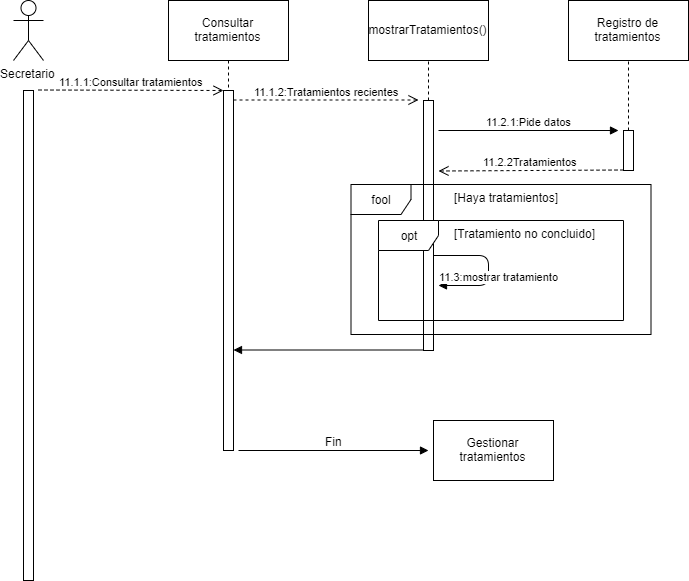 Consultar
tratamientos
mostrarTratamientos()
Registro de
tratamientos
Secretario
11.1.1:Consultar tratamientos
11.1.2:Tratamientos recientes
11.2.1:Pide datos
11.2.2Tratamientos
fool
[Haya tratamientos]
opt
[Tratamiento no concluido]
11.3:mostrar tratamiento
Fin
Gestionar
tratamientos